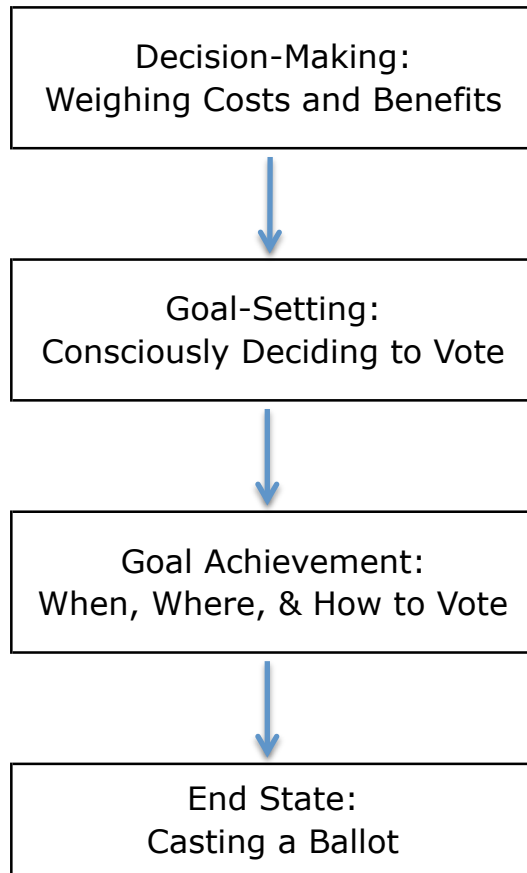 Decision-Making:
Weighing Costs and Benefits
Goal-Setting:
Consciously Deciding to Vote
Goal Achievement:
When, Where, & How to Vote
End State:
Casting a Ballot